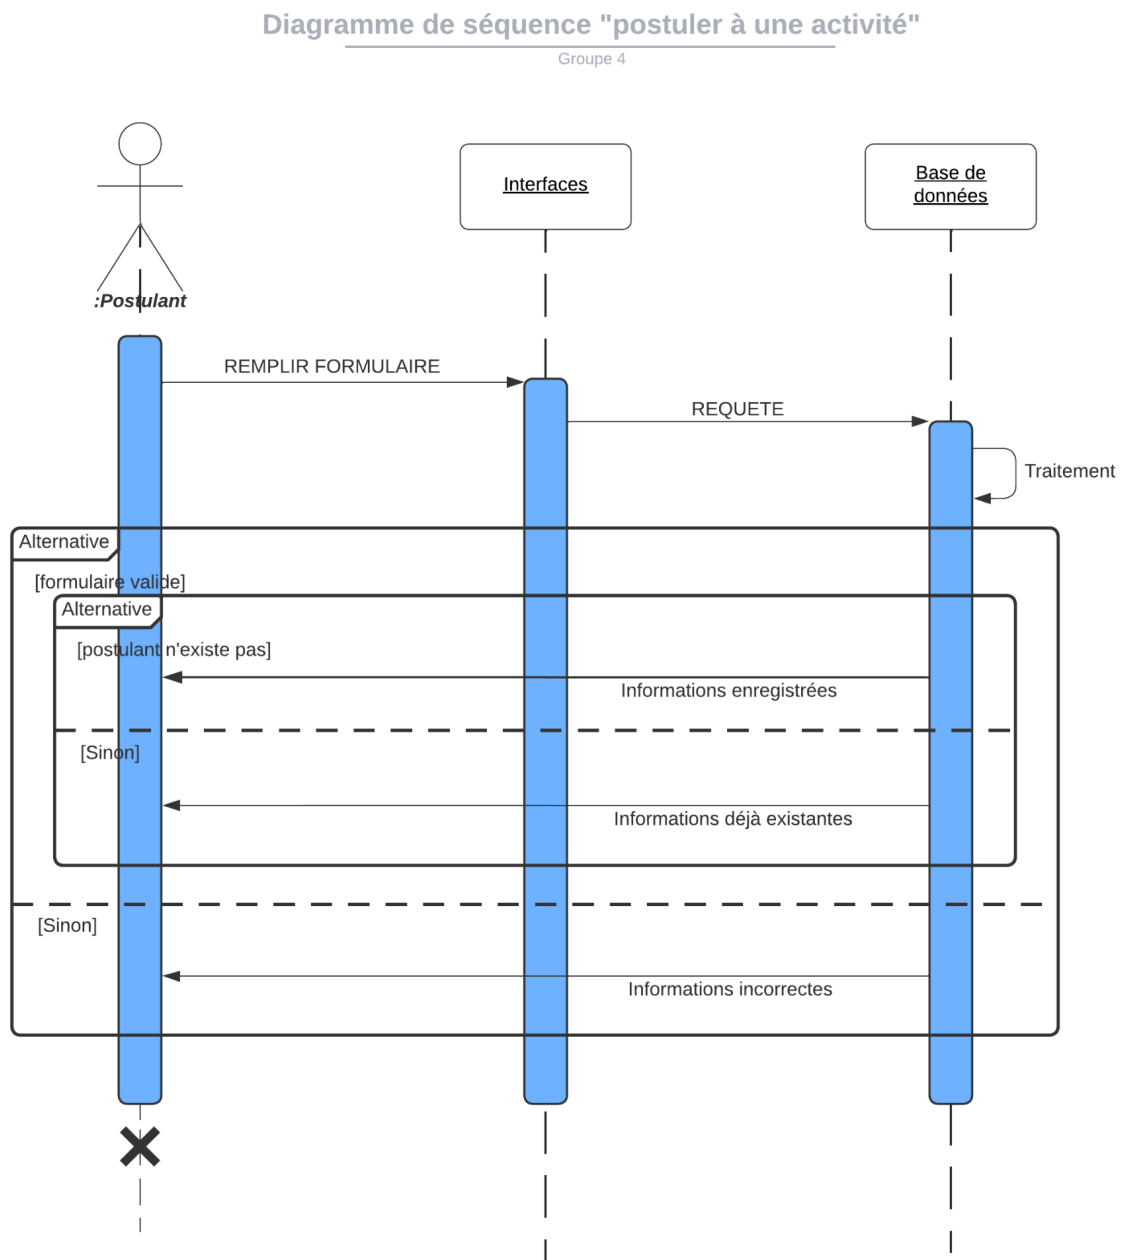 Diagramme de séquence "postuler à une activité"
Groupe 4
Interfaces
Base de
données
:Postulant
REMPLIR FORMULAIRE
REQUETE
Traitement
Alternative
[formulaire valide]
Alternative
[postulant n'existe pas]
Informations enregistrées
[Sinon]
Informations déjà existantes
[Sinon]
Informations incorrectes